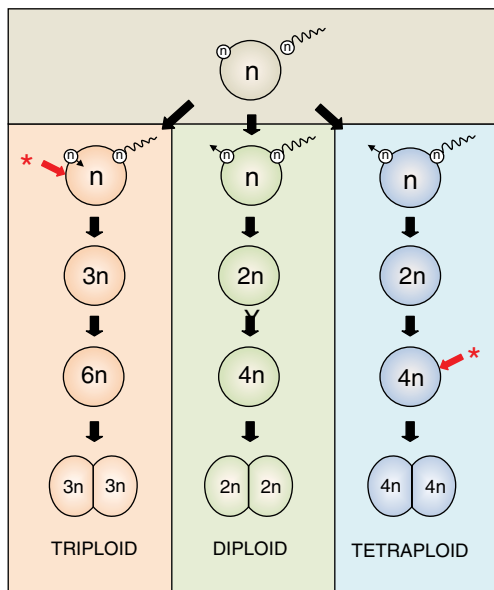 n n
n
n n n n n n
* n n n
3n 2n 2n
6n 4n 4n *
3n 3n 2n 2n 4n 4n
TRIPLOID DIPLOID TETRAPLOID